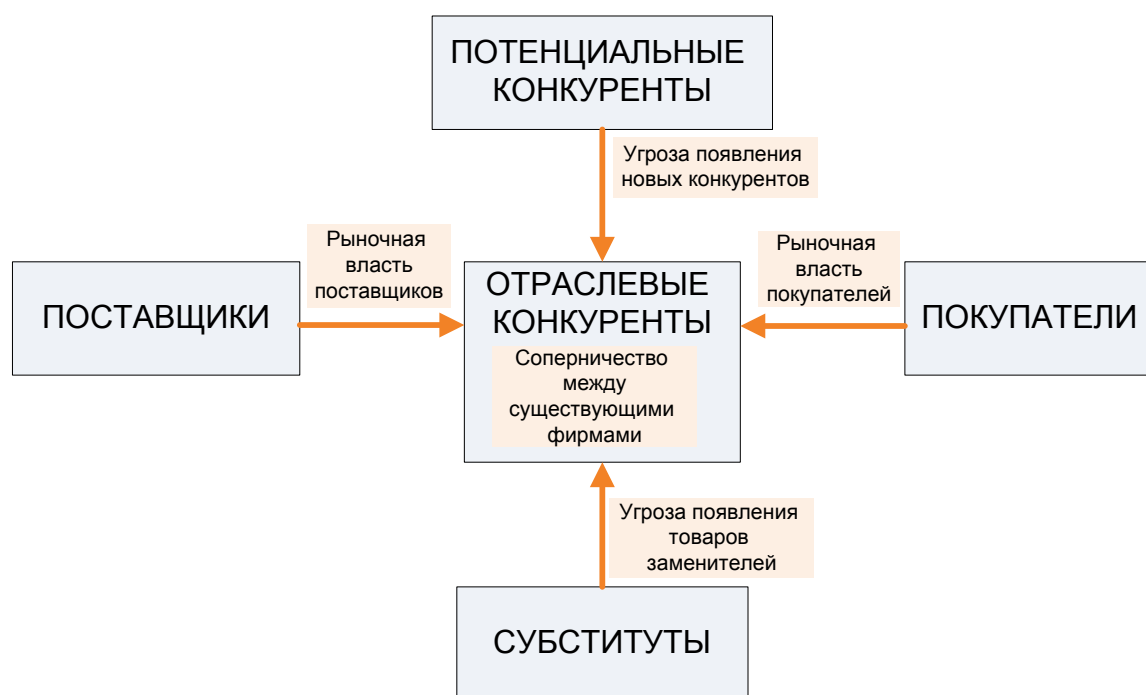 ПОТЕНЦИАЛЬНЫЕ
КОНКУРЕНТЫ
Угроза появления
новых конкурентов
Рыночная
власть
поставщиков
Рыночная
власть
покупателей
ПОСТАВЩИКИ
ОТРАСЛЕВЫЕ
КОНКУРЕНТЫ
Соперничество
между
существующими
фирмами
ПОКУПАТЕЛИ
Угроза появления
товаров
заменителей
СУБСТИТУТЫ